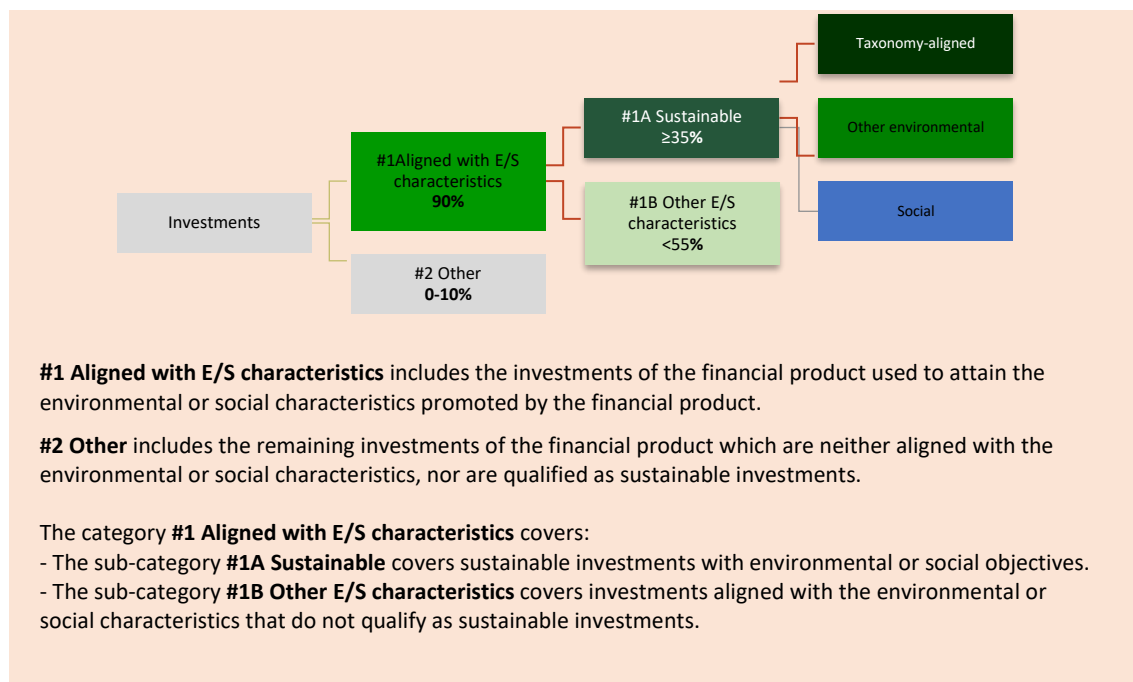 Taxonomy-aligned
#1A Sustainable
≥35%
Other environmental
#1Aligned with E/S
characteristics
90%
#1B Other E/S
characteristics
<55%
Social
Investments
#2 Other
0-10%
#1 Aligned with E/S characteristics includes the investments of the financial product used to attain the
environmental or social characteristics promoted by the financial product.
#2 Other includes the remaining investments of the financial product which are neither aligned with the
environmental or social characteristics, nor are qualified as sustainable investments.
The category #1 Aligned with E/S characteristics covers:
- The sub-category #1A Sustainable covers sustainable investments with environmental or social objectives.
- The sub-category #1B Other E/S characteristics covers investments aligned with the environmental or
social characteristics that do not qualify as sustainable investments.